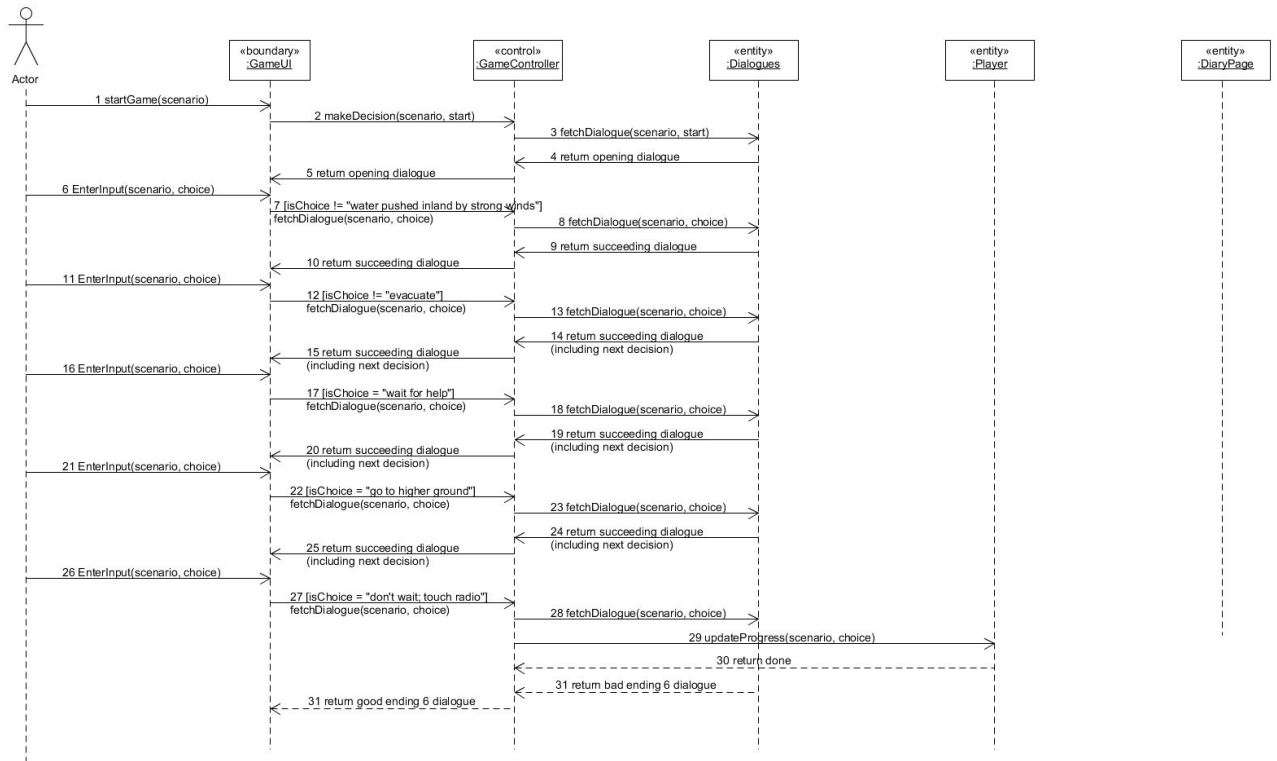 «boundary»
:GameUI
«control»
:GameController
«entity»
:Dialogues
«entity»
:Player
«entity»
:DiaryPage
Actor
1 startGame(scenario)
2 makeDecision(scenario, start)
3 fetchDialogue(scenario, start)
4 return opening dialogue
5 return opening dialogue
6 EnterInput(scenario, choice)
7 [isChoice != "water pushed inland by strong winds"]
fetchDialogue(scenario, choice)
8 fetchDialogue(scenario, choice)
9 return succeeding dialogue
10 return succeeding dialogue
11 EnterInput(scenario, choice)
12 [isChoice != "evacuate"]
fetchDialogue(scenario, choice)
13 fetchDialogue(scenario, choice)
14 return succeeding dialogue
(including next decision)
15 return succeeding dialogue
(including next decision)
16 EnterInput(scenario, choice)
17 [isChoice = "wait for help"]
fetchDialogue(scenario, choice)
18 fetchDialogue(scenario, choice)
19 return succeeding dialogue
(including next decision)
20 return succeeding dialogue
(including next decision)
21 EnterInput(scenario, choice)
22 [isChoice = "go to higher ground"]
fetchDialogue(scenario, choice)
23 fetchDialogue(scenario, choice)
24 return succeeding dialogue
(including next decision)
25 return succeeding dialogue
(including next decision)
26 EnterInput(scenario, choice)
27 [isChoice = "don't wait; touch radio"]
fetchDialogue(scenario, choice)
28 fetchDialogue(scenario, choice)
29 updateProgress(scenario, choice)
30 return done
31 return bad ending 6 dialogue
31 return good ending 6 dialogue